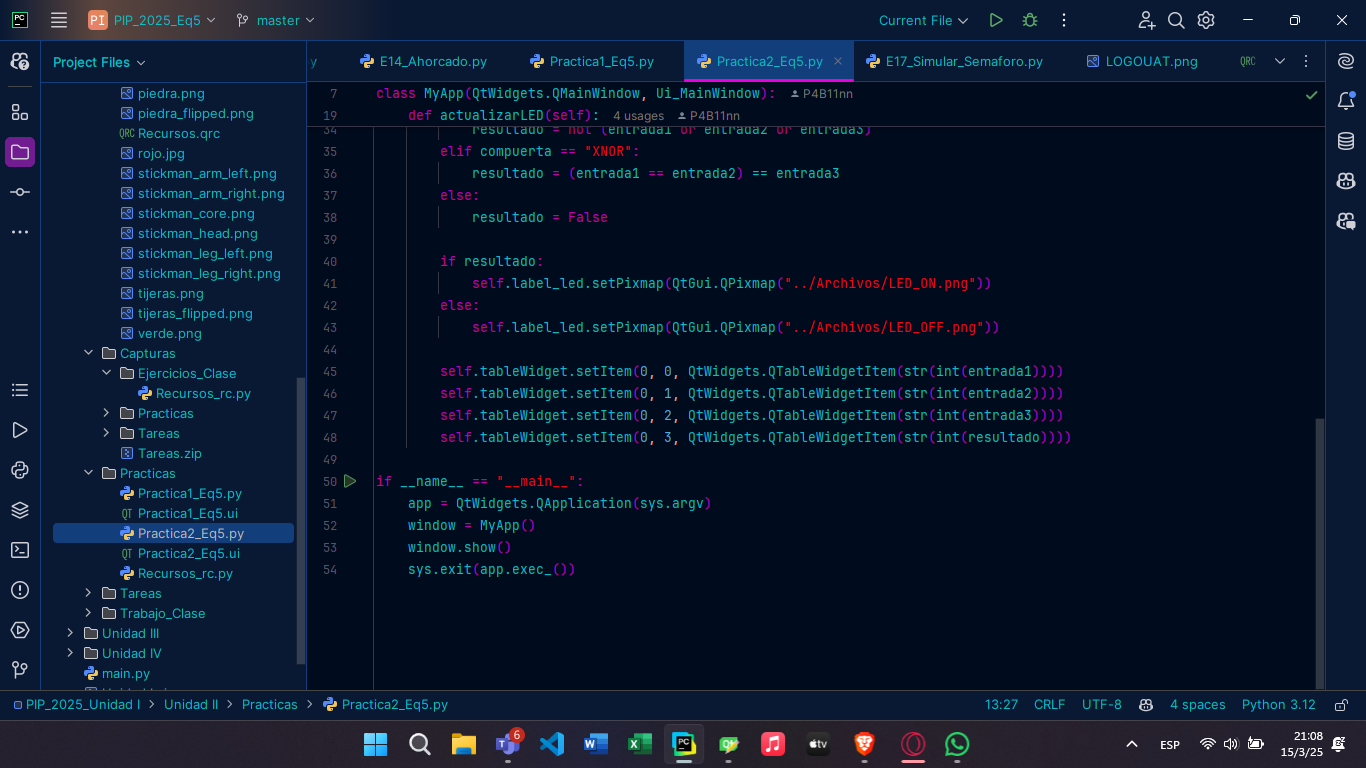 PC
PI PIP_2025_Eq5 master Current File
Project Files
y E14_Ahorcado.py Practica1_Eq5.py Practica2_Eq5.py E17_Simular_Semaforo.py LOGOUAT.png QRC
piedra.png
piedra_flipped.png
QRC Recursos.qrc
rojo.jpg
stickman_arm_left.png
stickman_arm_right.png
stickman_core.png
stickman_head.png
stickman_leg_left.png
stickman_leg_right.png
tijeras.png
tijeras_flipped.png
verde.png
Capturas
Ejercicios_Clase
Recursos_rc.py
Practicas
Tareas
Tareas.zip
Practicas
Practica1_Eq5.py
QT Practica1_Eq5.ui
Practica2_Eq5.py
QT Practica2_Eq5.ui
Recursos_rc.py
Tareas
Trabajo_Clase
Unidad III
Unidad IV
main.py
7 class MyApp(QtWidgets.QMainWindow, Ui_MainWindow): P4B11nn
19 def actualizarLED(self): 4 usages P4B11nn
34 resultado = not (entrada1 or entrada2 or entrada3)
35 elif compuerta == "XNOR":
36 resultado = (entrada1 == entrada2) == entrada3
37 else:
38 resultado = False
39
40 if resultado:
41 self.label_led.setPixmap(QtGui.QPixmap("../Archivos/LED_ON.png"))
42 else:
43 self.label_led.setPixmap(QtGui.QPixmap("../Archivos/LED_OFF.png"))
44
45 self.tableWidget.setItem(0, 0, QtWidgets.QTableWidgetItem(str(int(entrada1))))
46 self.tableWidget.setItem(0, 1, QtWidgets.QTableWidgetItem(str(int(entrada2))))
47 self.tableWidget.setItem(0, 2, QtWidgets.QTableWidgetItem(str(int(entrada3))))
48 self.tableWidget.setItem(0, 3, QtWidgets.QTableWidgetItem(str(int(resultado))))
49
50 if __name__ == "__main__":
51 app = QtWidgets.QApplication(sys.argv)
52 window = MyApp()
53 window.show()
54 sys.exit(app.exec_())
PIP_2025_Unidad I Unidad II Practicas Practica2_Eq5.py 13:27 CRLF UTF-8 4 spaces Python 3.12
6 PC tv ESP 21:08
15/3/25